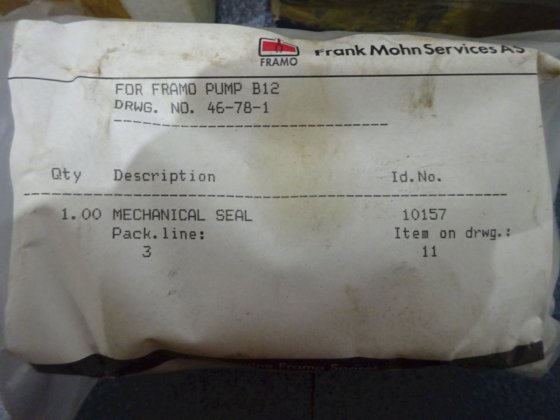 FRAMO
Frank Mohn Services AS
FOR FRAMO PUMP B12
DRWG. NO. 46-78-1
Qty Description Id.No.
1.00 MECHANICAL SEAL 10157
Pack.line: Item on drwg.:
3 11
Framo